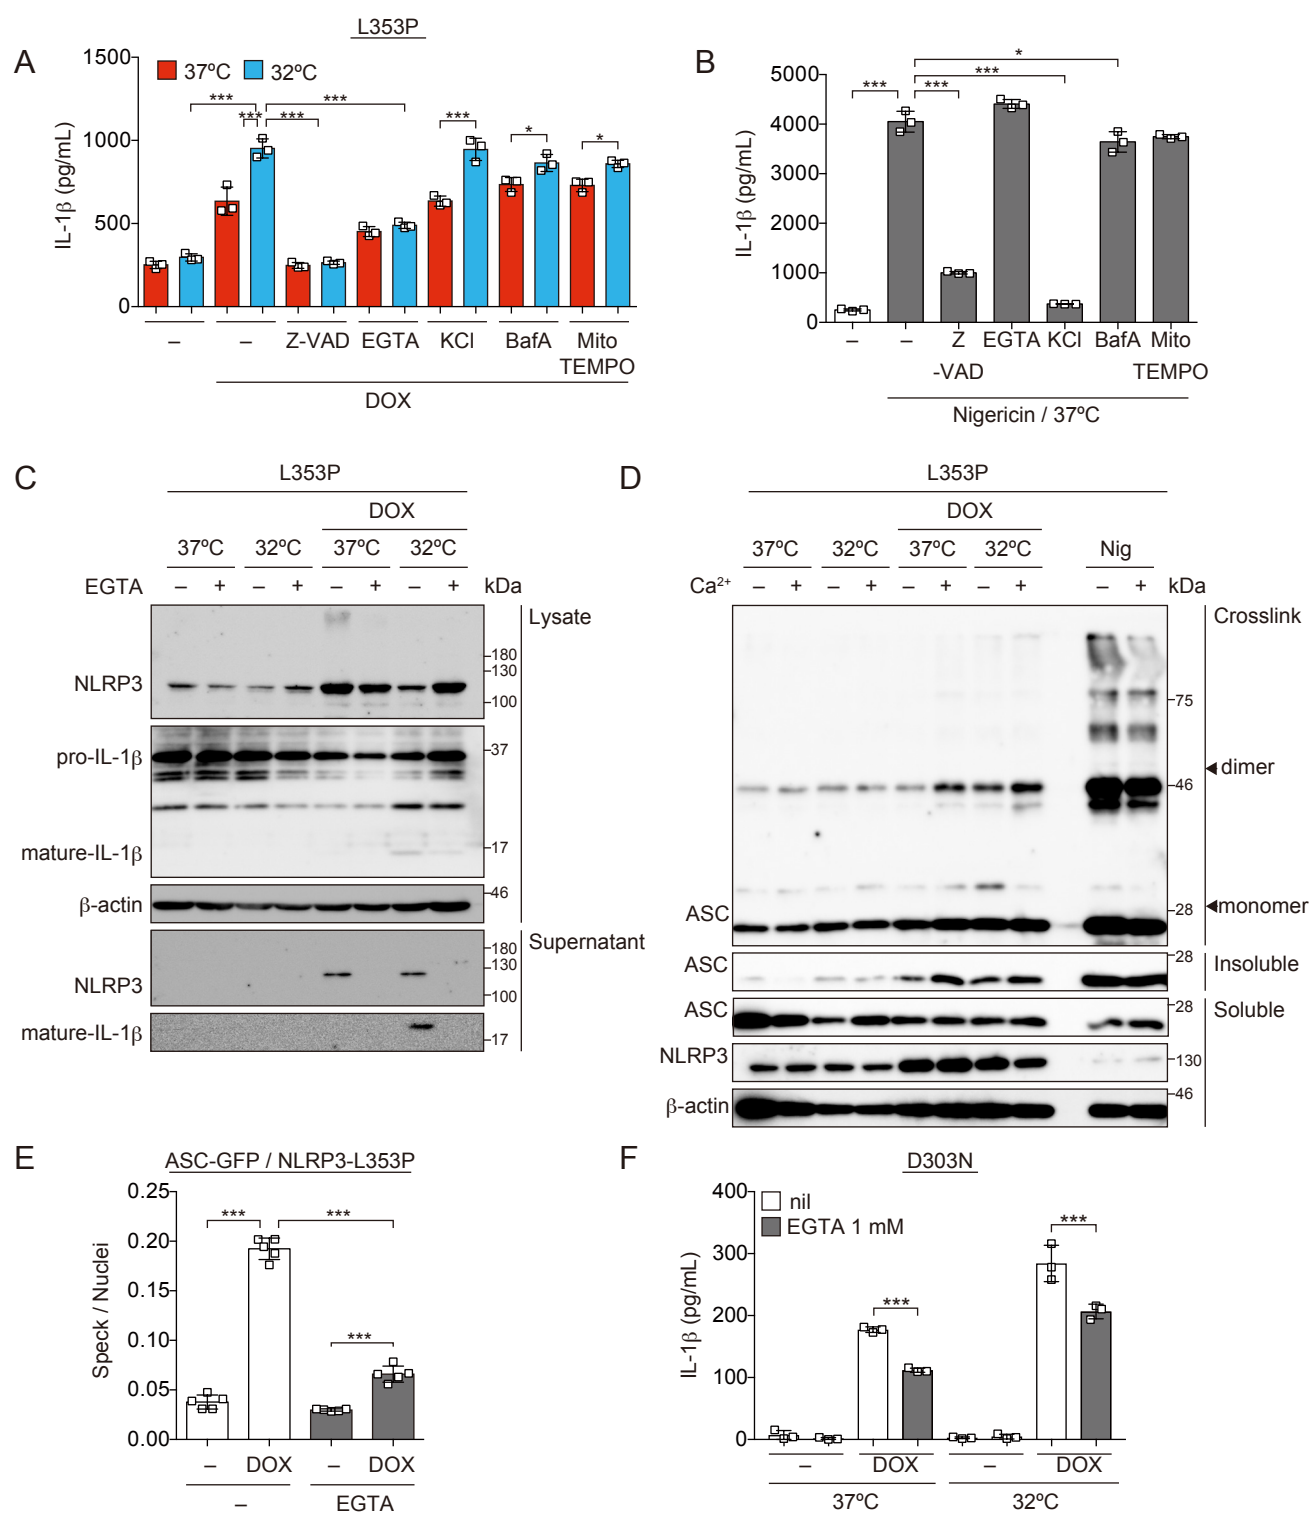 A
L353P
37ºC
32ºC
IL-1β (pg/mL)
1500
1000
500
0
*** *** *** *** *** * *
– – Z-VAD EGTA KCl BafA Mito
TEMPO
DOX
B
IL-1β (pg/mL)
5000
4000
3000
2000
1000
0
*
***
*** ***
– – Z EGTA KCl BafA Mito
-VAD TEMPO
Nigericin / 37ºC
C
L353P
DOX
37ºC 32ºC 37ºC 32ºC
EGTA – + – + – + – + kDa
Lysate
NLRP3
180
130
100
pro-IL-1β
37
mature-IL-1β
17
β-actin
46
Supernatant
NLRP3
180
130
100
mature-IL-1β
17
D
L353P
DOX
37ºC 32ºC 37ºC 32ºC Nig
Ca²⁺ – + – + – + – + – + kDa
Crosslink
75
dimer
46
ASC
28
monomer
ASC
28
Insoluble
ASC
28
Soluble
NLRP3
130
β-actin
46
E
ASC-GFP / NLRP3-L353P
Speck / Nuclei
0.25
0.20
0.15
0.10
0.05
0.00
*** ***
***
– DOX – DOX
– EGTA
F
D303N
nil
EGTA 1 mM
IL-1β (pg/mL)
400
300
200
100
0
***
***
– DOX – DOX
37ºC 32ºC